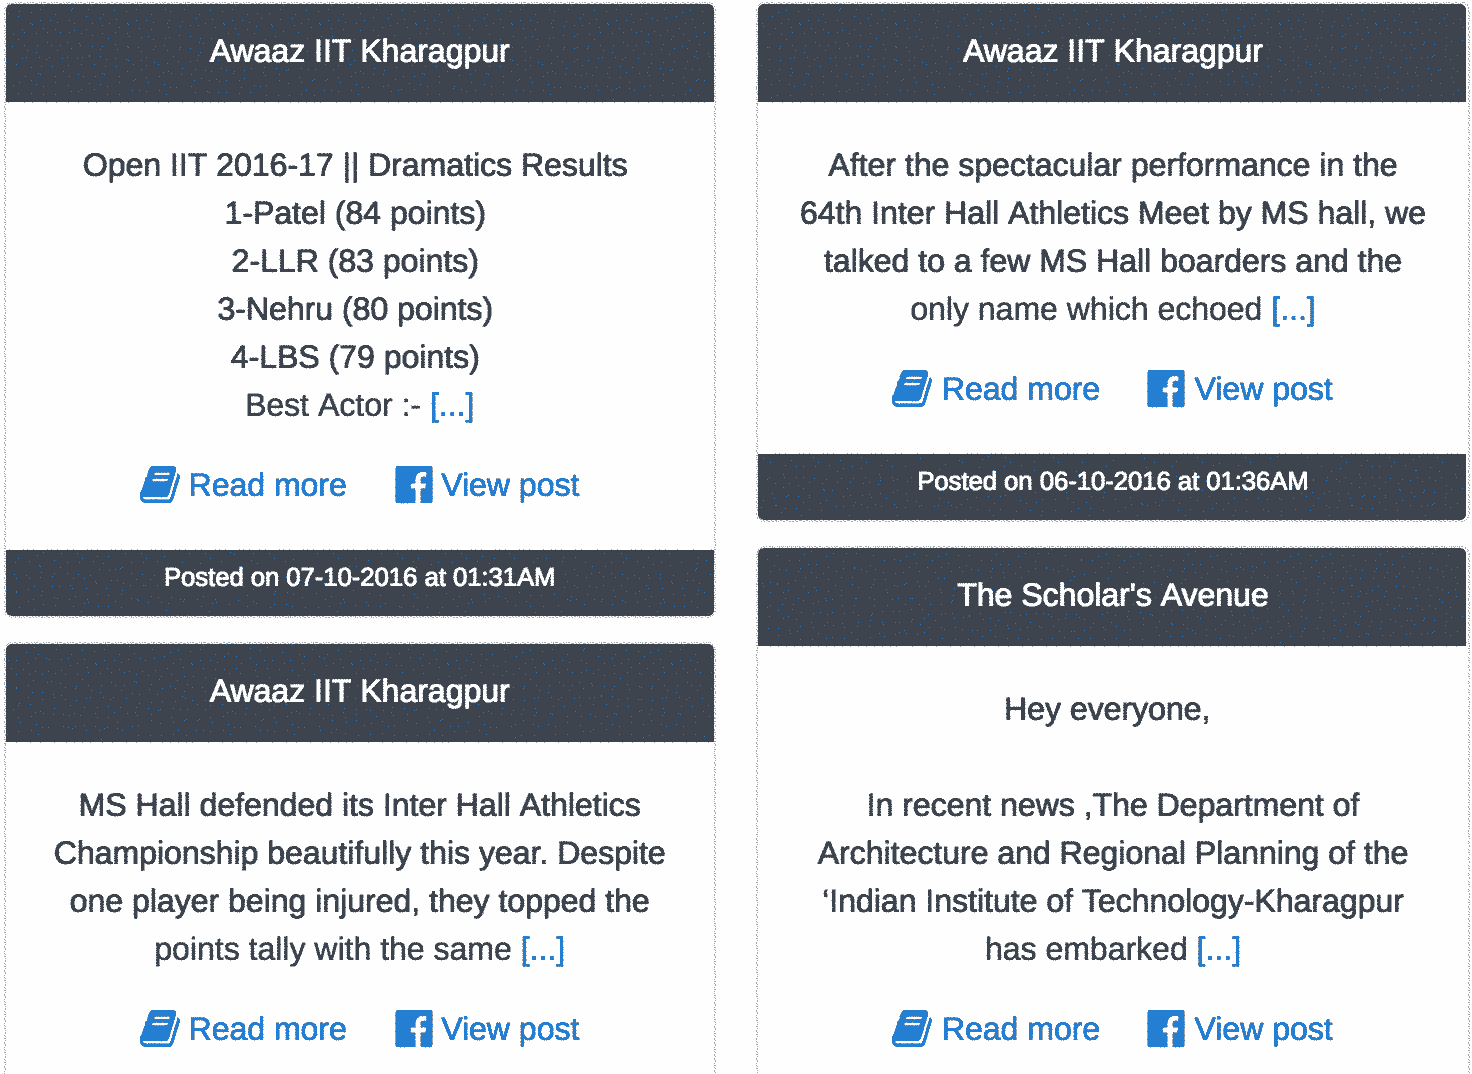 Awaaz IIT Kharagpur
Open IIT 2016-17 || Dramatics Results
1-Patel (84 points)
2-LLR (83 points)
3-Nehru (80 points)
4-LBS (79 points)
Best Actor :- [...]
Read more View post
Posted on 07-10-2016 at 01:31AM
Awaaz IIT Kharagpur
MS Hall defended its Inter Hall Athletics
Championship beautifully this year. Despite
one player being injured, they topped the
points tally with the same [...]
Read more View post
Awaaz IIT Kharagpur
After the spectacular performance in the
64th Inter Hall Athletics Meet by MS hall, we
talked to a few MS Hall boarders and the
only name which echoed [...]
Read more View post
Posted on 06-10-2016 at 01:36AM
The Scholar's Avenue
Hey everyone,
In recent news ,The Department of
Architecture and Regional Planning of the
‘Indian Institute of Technology-Kharagpur
has embarked [...]
Read more View post